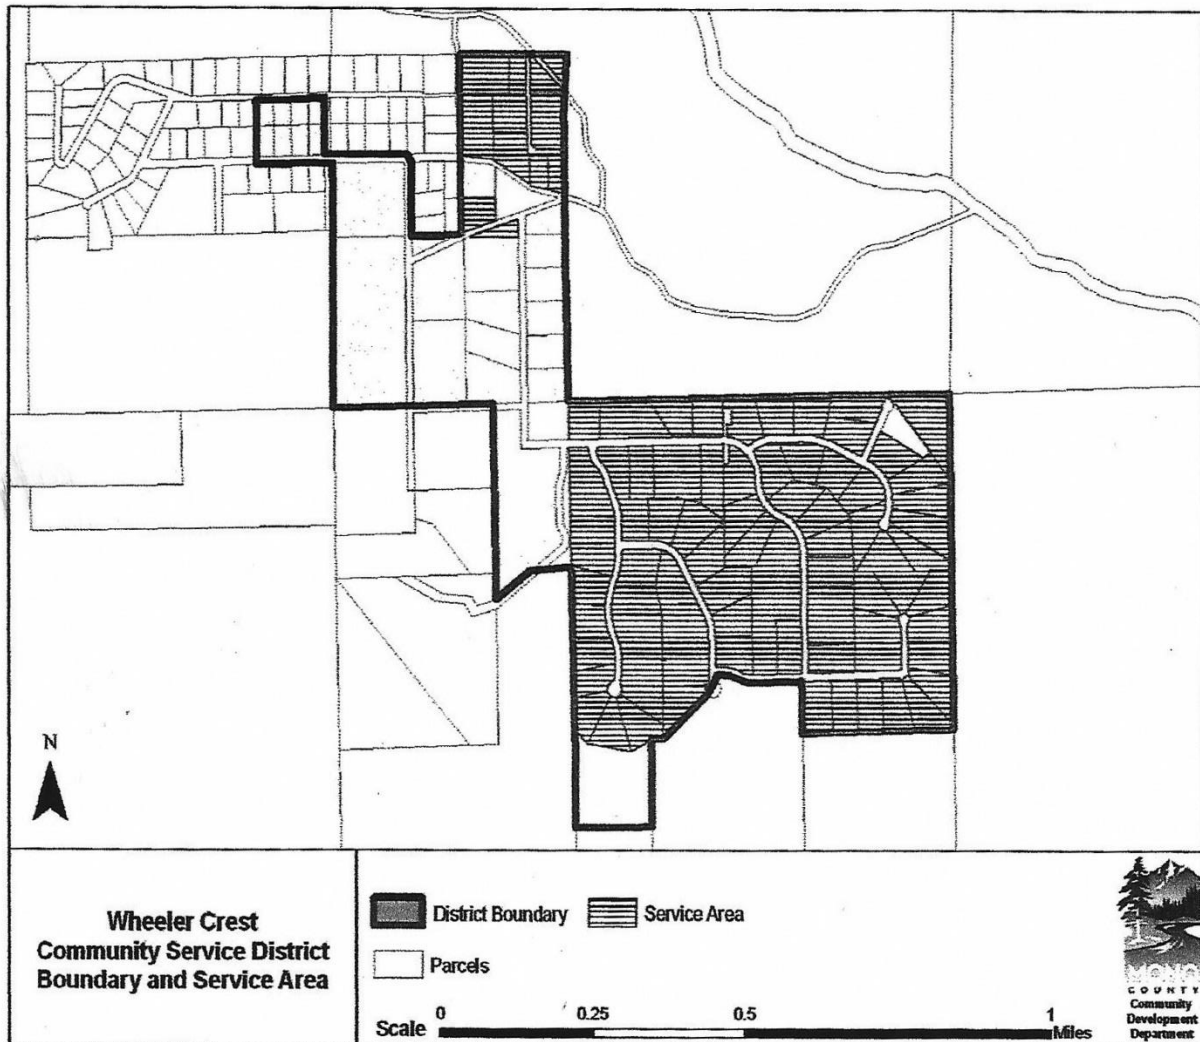 N
Wheeler Crest
Community Service District
Boundary and Service Area
District Boundary
Service Area
Parcels
Scale
0
0.25
0.5
1
Miles
MONO
COUNTY
Community
Development
Department